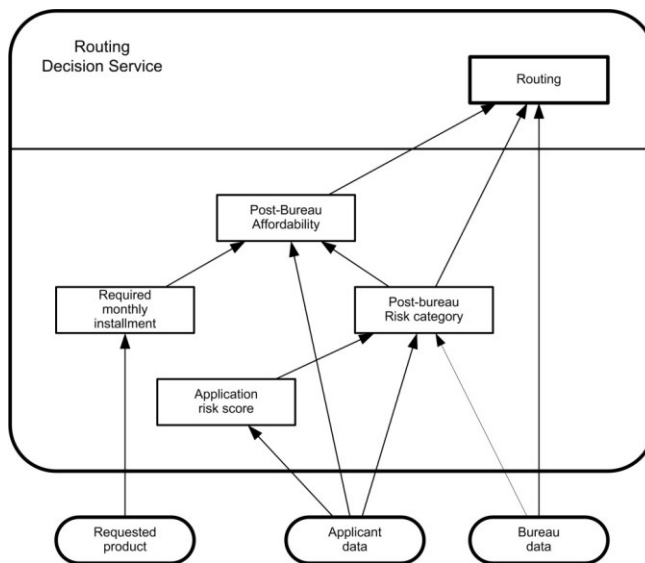 Routing
Decision Service
Routing
Post-Bureau
Affordability
Required
monthly
installment
Post-bureau
Risk category
Application
risk score
Requested
product
Applicant
data
Bureau
data